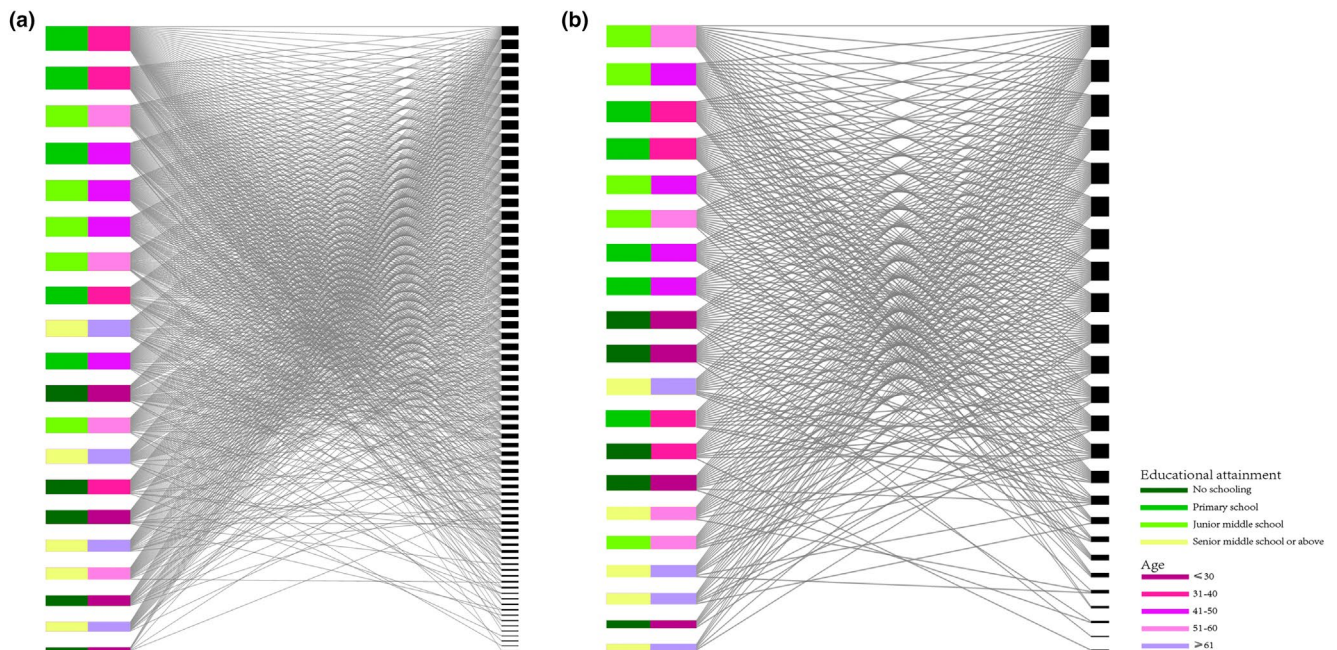 (a)
(b)
Educational attainment
No schooling
Primary school
Junior middle school
Senior middle school or above
Age
⩽30
31-40
41-50
51-60
⩾61